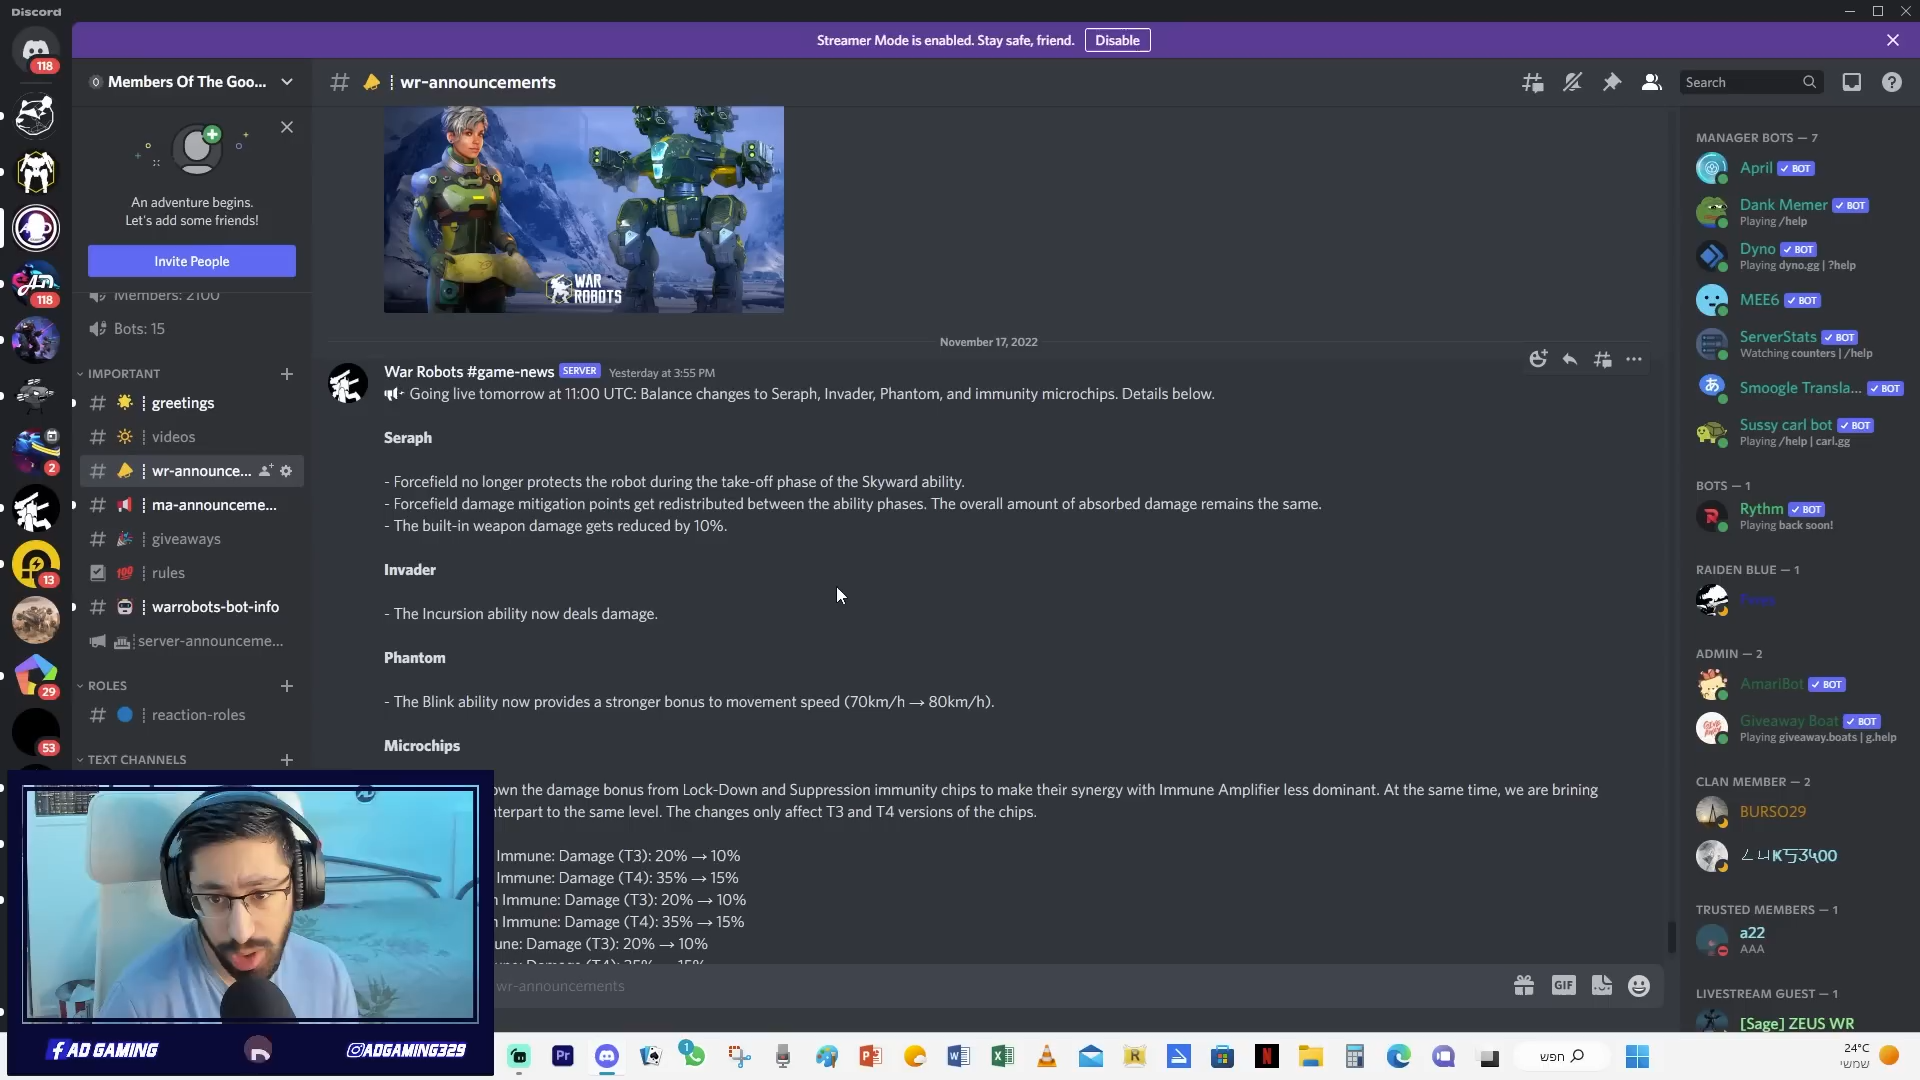 Discord
Streamer Mode is enabled. Stay safe, friend. Disable
118
Members Of The Goo...
wr-announcements
Search
An adventure begins.
Let's add some friends!
Invite People
118
Members: 2100
Bots: 15
IMPORTANT
greetings
videos
2
wr-announce...
ma-announceme...
giveaways
13
rules
warrobots-bot-info
server-announceme...
29
ROLES
reaction-roles
53
TEXT CHANNELS
WAR
ROBOTS
November 17, 2022
War Robots #game-news SERVER Yesterday at 3:55 PM
Going live tomorrow at 11:00 UTC: Balance changes to Seraph, Invader, Phantom, and immunity microchips. Details below.
Seraph
- Forcefield no longer protects the robot during the take-off phase of the Skyward ability.
- Forcefield damage mitigation points get redistributed between the ability phases. The overall amount of absorbed damage remains the same.
- The built-in weapon damage gets reduced by 10%.
Invader
- The Incursion ability now deals damage.
Phantom
- The Blink ability now provides a stronger bonus to movement speed (70km/h → 80km/h).
Microchips
own the damage bonus from Lock-Down and Suppression immunity chips to make their synergy with Immune Amplifier less dominant. At the same time, we are brining
nterpart to the same level. The changes only affect T3 and T4 versions of the chips.
Immune: Damage (T3): 20% → 10%
Immune: Damage (T4): 35% → 15%
n Immune: Damage (T3): 20% → 10%
n Immune: Damage (T4): 35% → 15%
une: Damage (T3): 20% → 10%
wr-announcements
GIF
MANAGER BOTS — 7
April BOT
Dank Memer BOT
Playing /help
Dyno BOT
Playing dyno.gg | ?help
MEE6 BOT
ServerStats BOT
Watching counters | /help
Smoogle Transla... BOT
Sussy carl bot BOT
Playing /help | carl.gg
BOTS — 1
Rythm BOT
Playing back soon!
RAIDEN BLUE — 1
ADMIN — 2
AmariBot BOT
Giveaway Boat BOT
Playing giveaway.boats | g.help
CLAN MEMBER — 2
BURSO29
TRUSTED MEMBERS — 1
a22
AAA
LIVESTREAM GUEST — 1
[Sage] ZEUS WR
AD GAMING
@ADGAMING329
Pr
1
חפש
24°C
שמשי